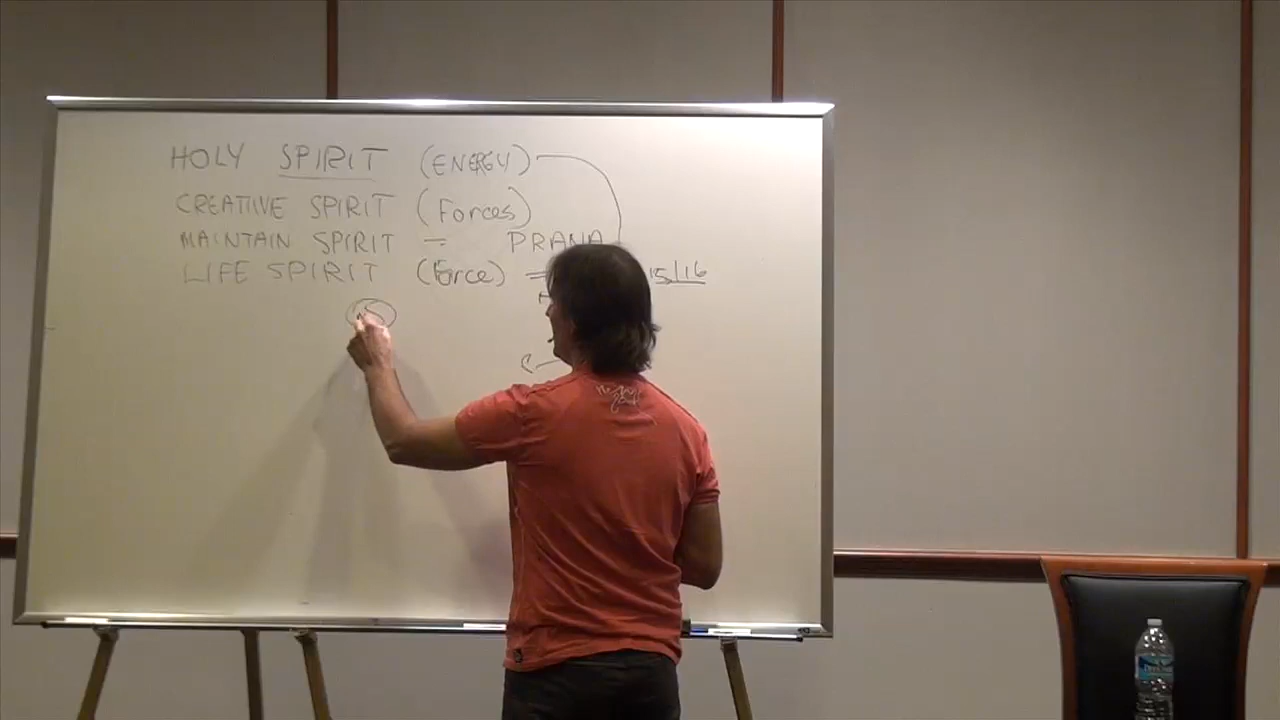 HOLY SPIRIT (ENERGY)
CREATIVE SPIRIT (Forces)
MAINTAIN SPIRIT = PRANA
LIFE SPIRIT (Force) = 15/16
C